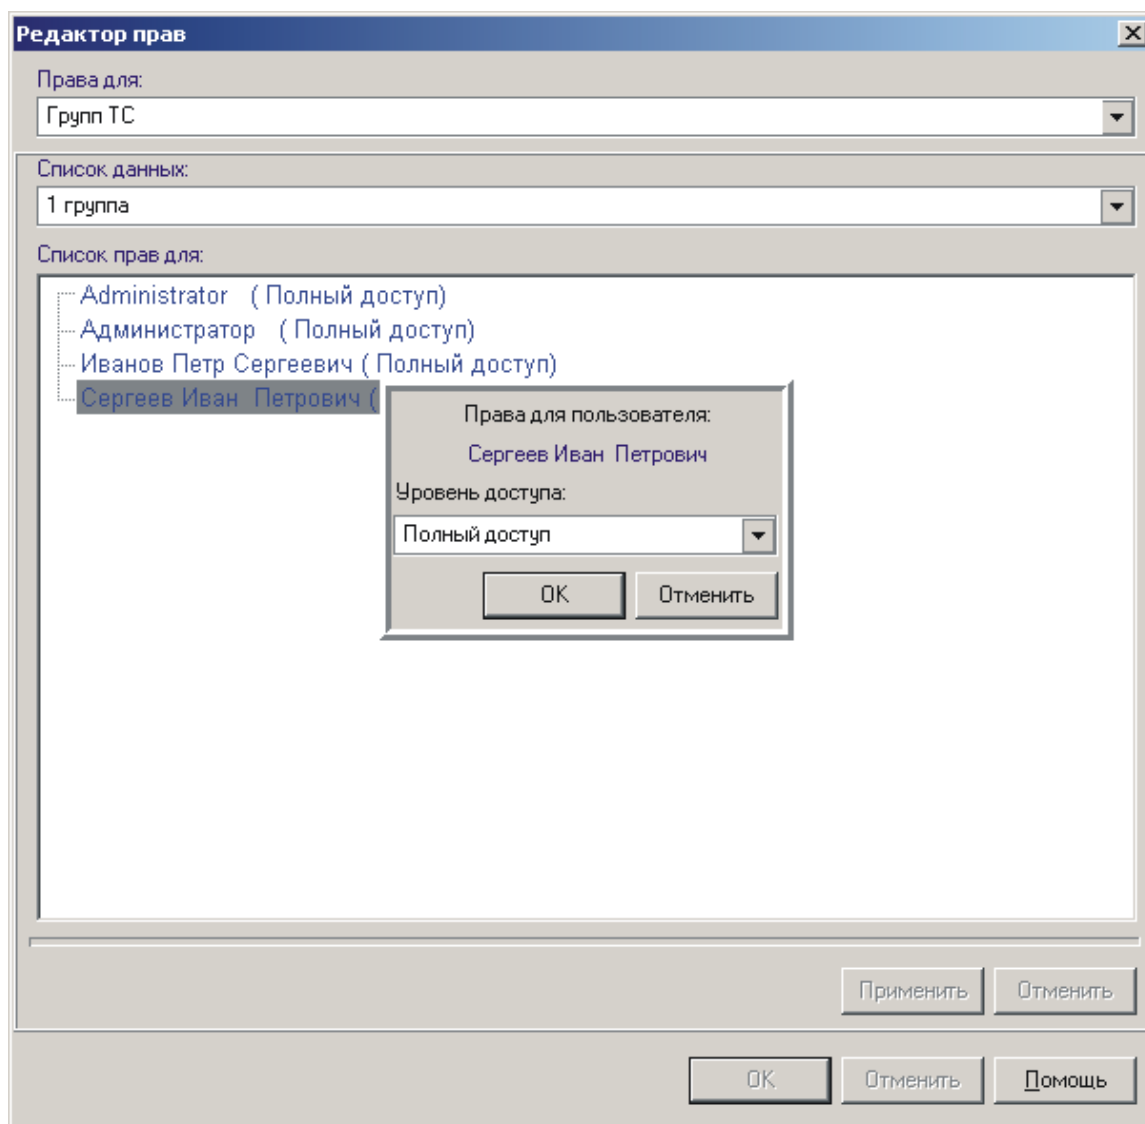 Редактор прав
Права для:
Групп ТС
Список данных:
1 группа
Список прав для:
Administrator ( Полный доступ)
Администратор ( Полный доступ)
Иванов Петр Сергеевич ( Полный доступ)
Сергеев Иван Петрович (
Права для пользователя:
Сергеев Иван Петрович
Уровень доступа:
Полный доступ
OK Отменить
Применить Отменить
OK Отменить Помощь